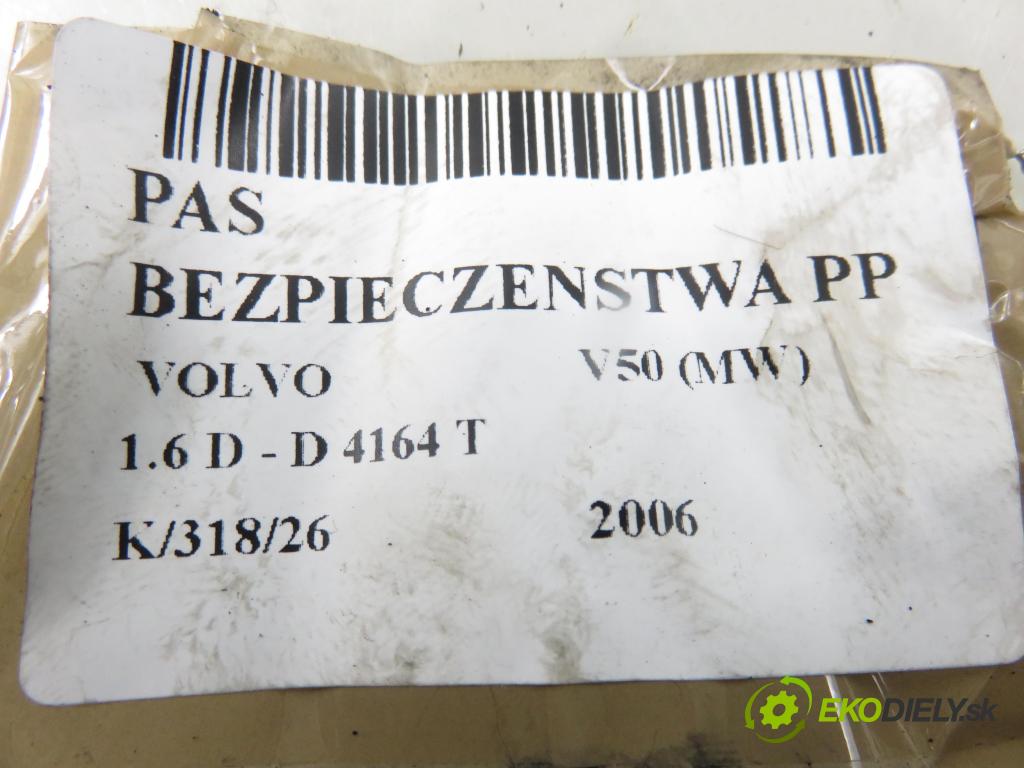 PAS
BEZPIECZENSTWA PP
VOLVO V50 (MW)
1.6 D - D 4164 T
K/318/26 2006
EKODIELY.sk